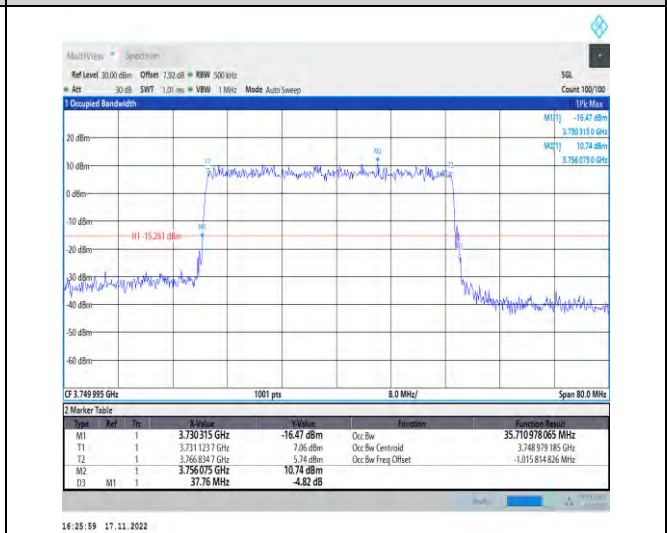 MultiView Spectrum
Ref Level 30.00 dBm Offset 7.92 dB RBW 500 kHz SGL
Att 30 dB SWT 1.01 ms VBW 1 MHz Mode Auto Sweep Count 100/100
1 Occupied Bandwidth 1Pk Max
M1[1] -16.47 dBm
3.730 315 0 GHz
M2[1] 10.74 dBm
3.756 075 0 GHz
20 dBm
M2
10 dBm
T1 T2
0 dBm
-10 dBm
M1
H1 -15.261 dBm
-20 dBm
-30 dBm
-40 dBm
-50 dBm
-60 dBm
CF 3.749 995 GHz 1001 pts 8.0 MHz/ Span 80.0 MHz
2 Marker Table
Type Ref Trc X-Value Y-Value Function Function Result
M1 1 3.730 315 GHz -16.47 dBm Occ Bw 35.710 978 065 MHz
T1 1 3.731 123 7 GHz 7.06 dBm Occ Bw Centroid 3.748 979 185 GHz
T2 1 3.766 834 7 GHz 5.74 dBm Occ Bw Freq Offset -1.015 814 826 MHz
M2 1 3.756 075 GHz 10.74 dBm
D3 M1 1 37.76 MHz -4.82 dB
16:25:59 17.11.2022